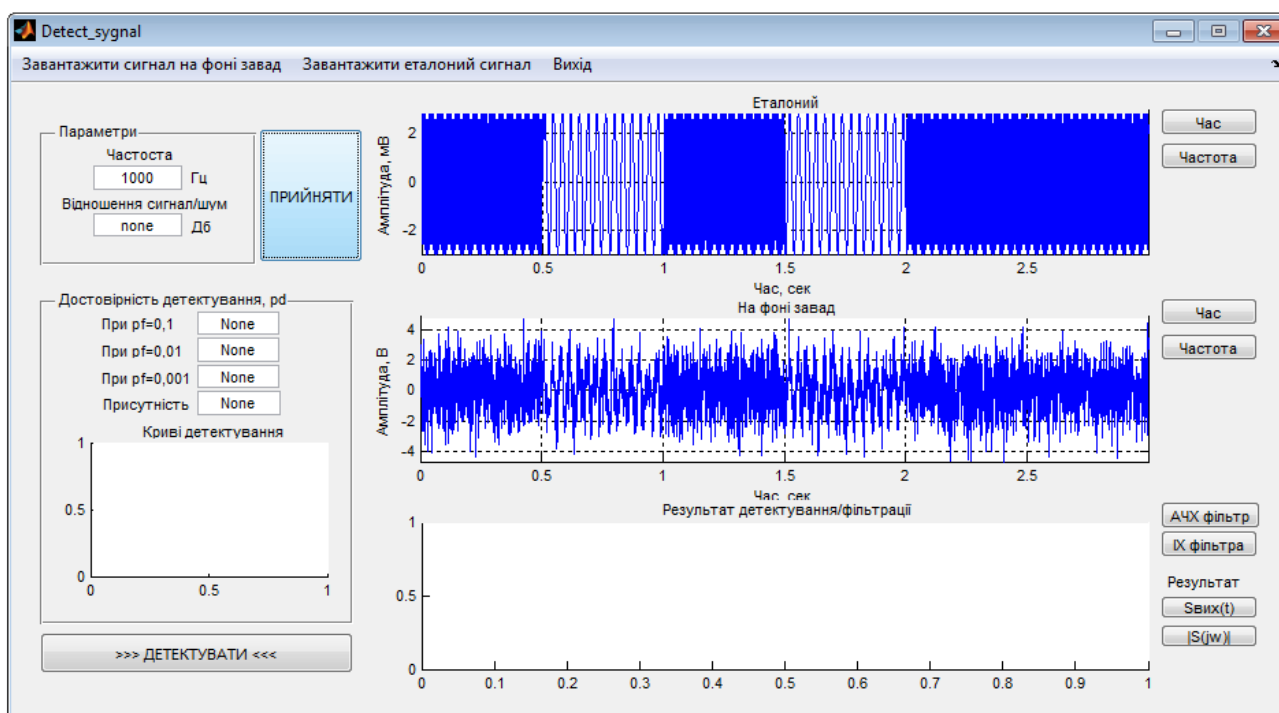 Detect_sygnal
Завантажити сигнал на фоні завад Завантажити еталоний сигнал Вихід
Параметри
Частоста
1000 Гц
Відношення сигнал/шум
none Дб
ПРИЙНЯТИ
Достовірність детектування, pd
При pf=0,1 None
При pf=0,01 None
При pf=0,001 None
Присутність None
Криві детектування
1
0.5
0
0 0.5 1
>>> ДЕТЕКТУВАТИ <<<
Еталоний
Амплітуда, мВ
2
0
-2
0 0.5 1 1.5 2 2.5
Час, сек
Час
Частота
На фоні завад
Амплітуда, В
4
2
0
-2
-4
0 0.5 1 1.5 2 2.5
Час, сек
Час
Частота
Результат детектування/фільтрації
1
0.5
0
0 0.1 0.2 0.3 0.4 0.5 0.6 0.7 0.8 0.9 1
АЧХ фільтр
ІХ фільтра
Результат
Sвих(t)
|S(jw)|